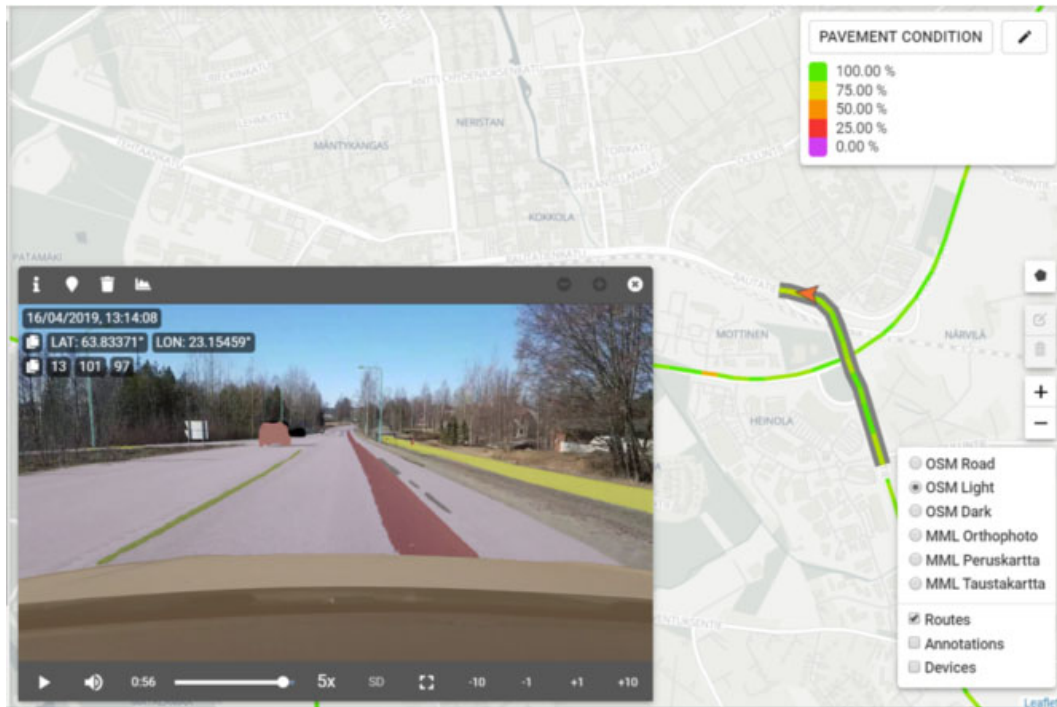 PAVEMENT CONDITION
100.00 %
75.00 %
50.00 %
25.00 %
0.00 %
NERISTAN
MÄNTYKANGAS
KOKKOLA
PATAMÄKI
MOTTINEN
NÄRVILÄ
HEINOLA
16/04/2019, 13:14:08
LAT: 63.83371° LON: 23.15459°
13 101 97
0:56 5x SD -10 -1 +1 +10
+
−
OSM Road
OSM Light
OSM Dark
MML Orthophoto
MML Peruskartta
MML Taustakartta
Routes
Annotations
Devices
Leaflet